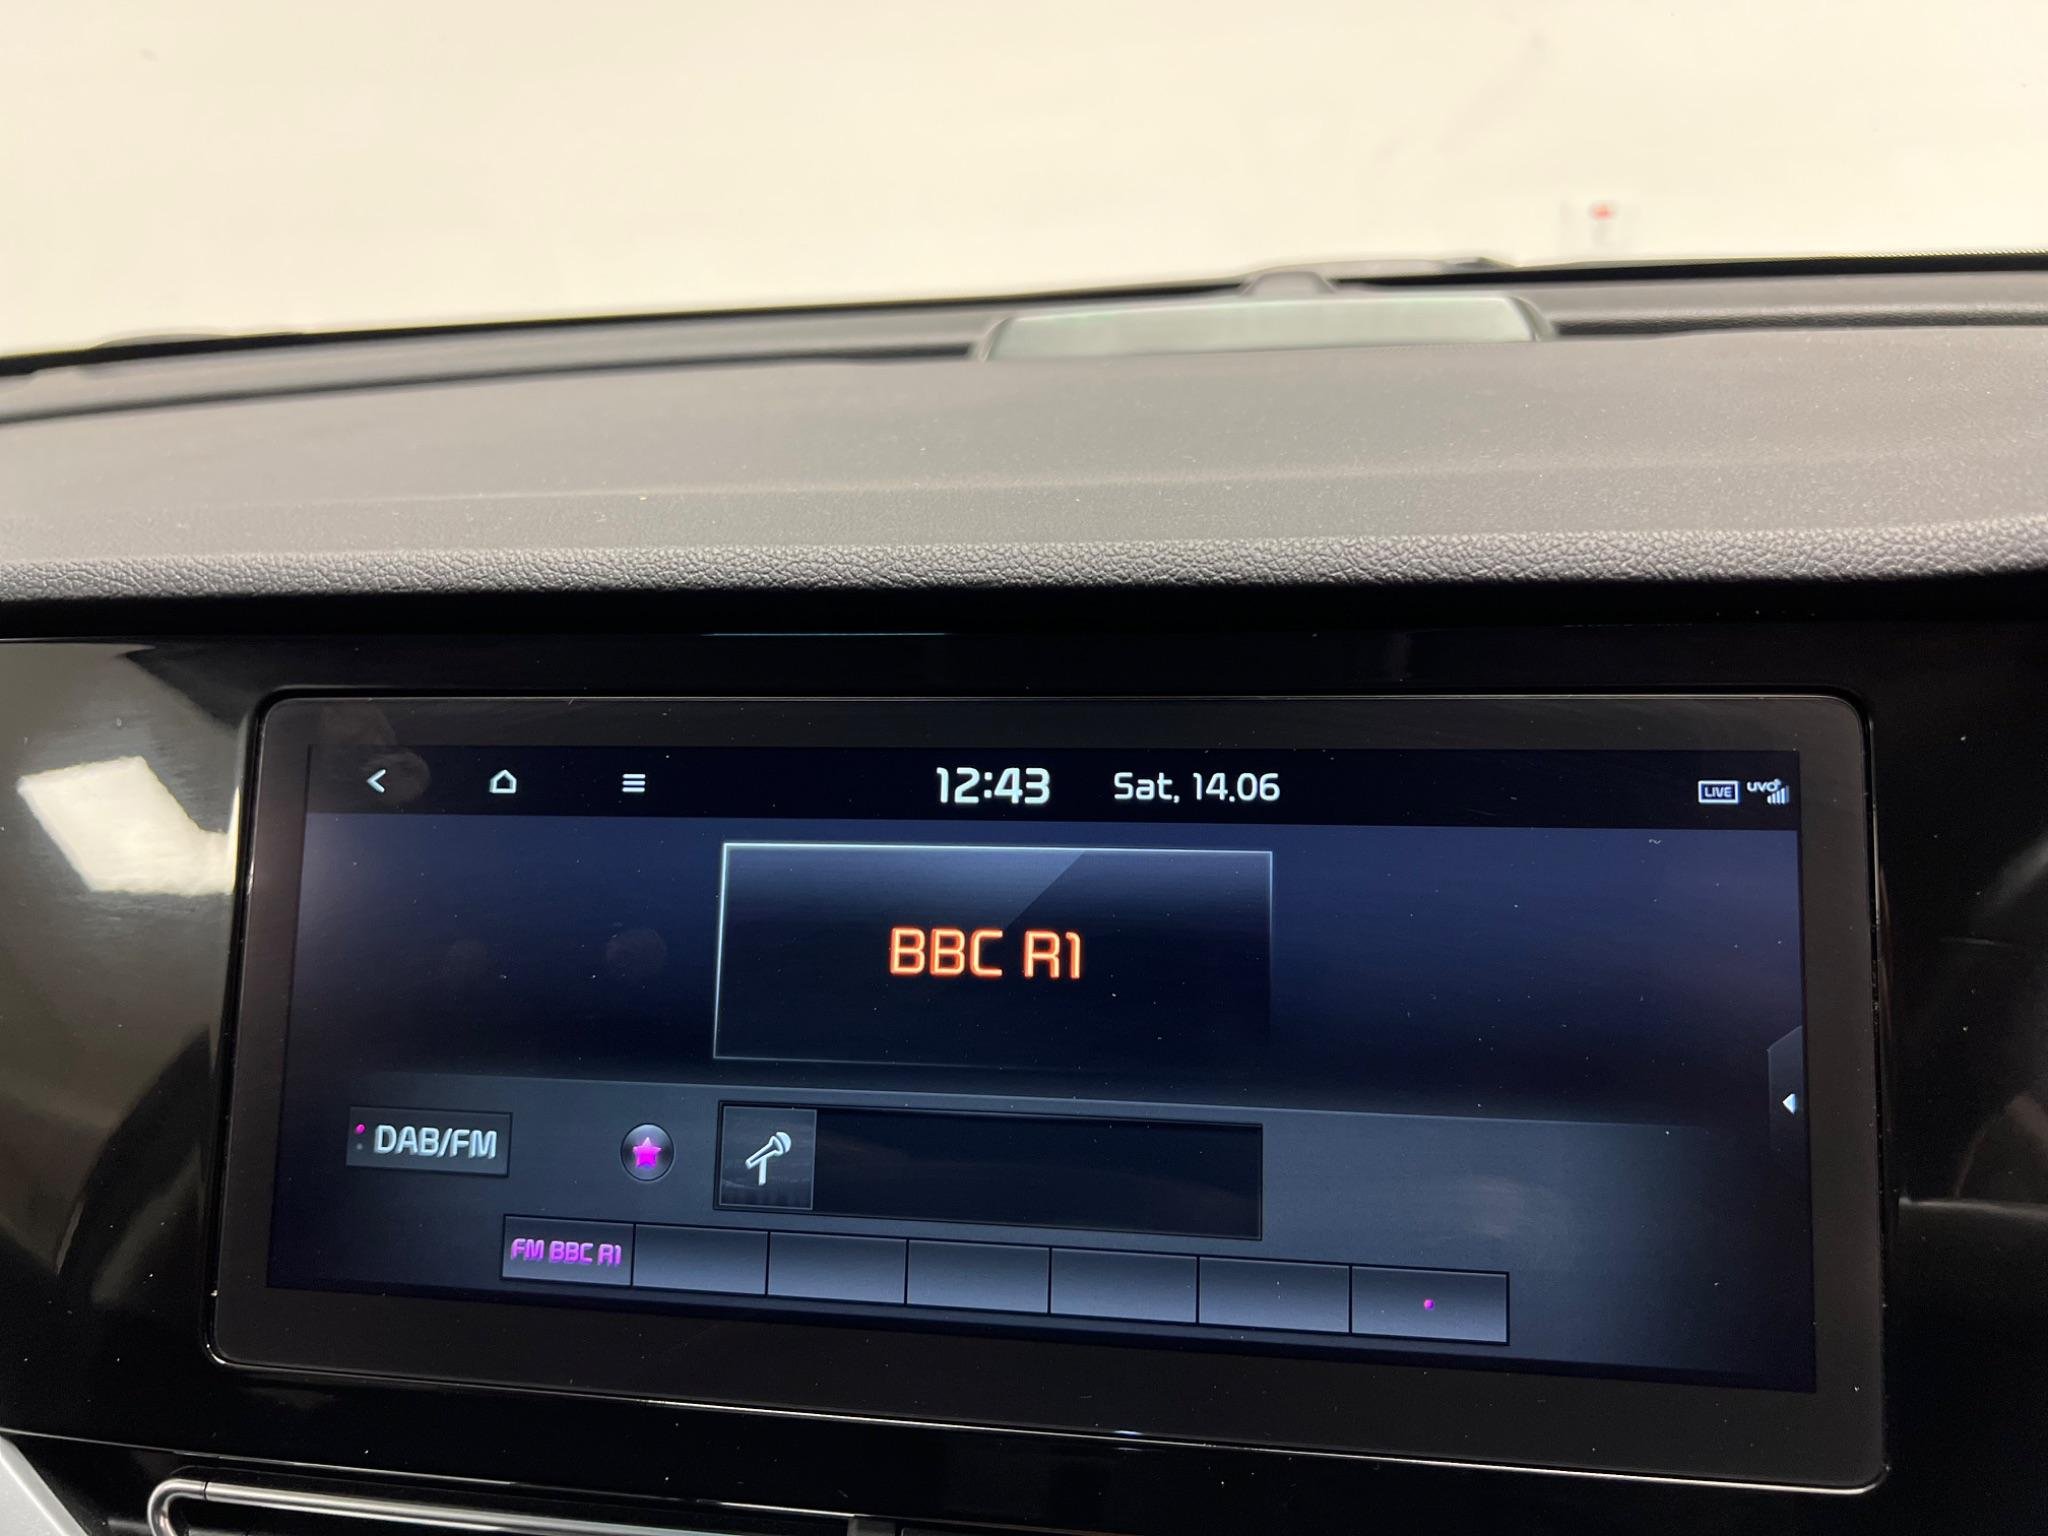 12:43 Sat, 14.06 LIVE UVO
BBC R1
DAB/FM
FM BBC R1